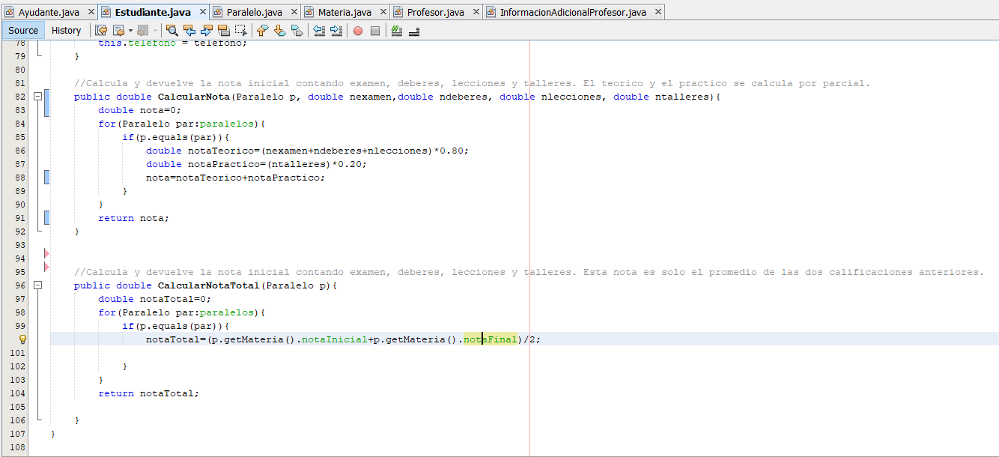 Ayudante.java Estudiante.java Paralelo.java Materia.java Profesor.java InformacionAdicionalProfesor.java
Source History
78 this.telefono = telefono;
79 }
80
81 //Calcula y devuelve la nota inicial contando examen, deberes, lecciones y talleres. El teorico y el practico se calcula por parcial.
82 public double CalcularNota(Paralelo p, double nexamen,double ndeberes, double nlecciones, double ntalleres){
83 double nota=0;
84 for(Paralelo par:paralelos){
85 if(p.equals(par)){
86 double notaTeorico=(nexamen+ndeberes+nlecciones)*0.80;
87 double notaPractico=(ntalleres)*0.20;
88 nota=notaTeorico+notaPractico;
89 }
90 }
91 return nota;
92 }
93
94
95 //Calcula y devuelve la nota inicial contando examen, deberes, lecciones y talleres. Esta nota es solo el promedio de las dos calificaciones anteriores.
96 public double CalcularNotaTotal(Paralelo p){
97 double notaTotal=0;
98 for(Paralelo par:paralelos){
99 if(p.equals(par)){
notaTotal=(p.getMateria().notaInicial+p.getMateria().notaFinal)/2;
101
102 }
103 }
104 return notaTotal;
105
106 }
107 }
108